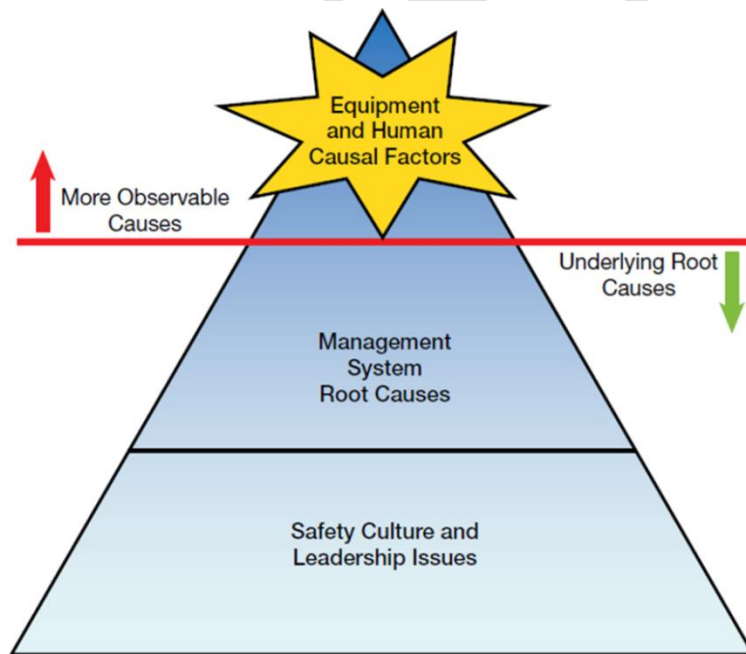 Equipment
and Human
Causal Factors
More Observable
Causes
Underlying Root
Causes
Management
System
Root Causes
Safety Culture and
Leadership Issues